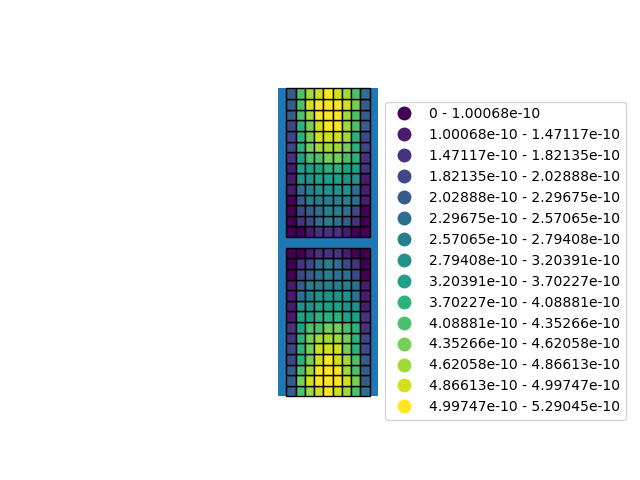 0 - 1.00068e-10
1.00068e-10 - 1.47117e-10
1.47117e-10 - 1.82135e-10
1.82135e-10 - 2.02888e-10
2.02888e-10 - 2.29675e-10
2.29675e-10 - 2.57065e-10
2.57065e-10 - 2.79408e-10
2.79408e-10 - 3.20391e-10
3.20391e-10 - 3.70227e-10
3.70227e-10 - 4.08881e-10
4.08881e-10 - 4.35266e-10
4.35266e-10 - 4.62058e-10
4.62058e-10 - 4.86613e-10
4.86613e-10 - 4.99747e-10
4.99747e-10 - 5.29045e-10